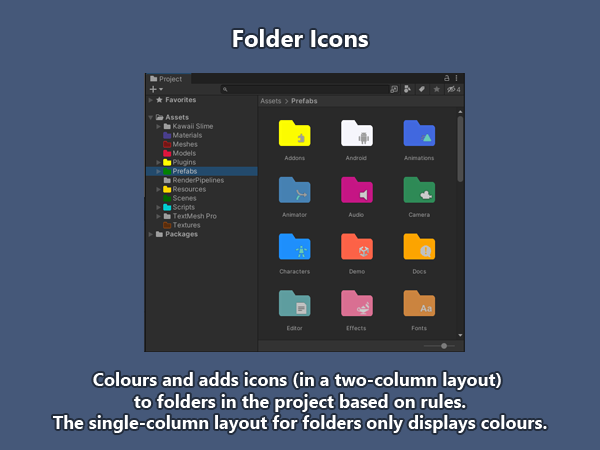 Folder Icons
Project
4
Favorites
Assets > Prefabs
Assets
Kawaii Slime
Materials
Meshes
Models
Plugins
Prefabs
RenderPipelines
Resources
Scenes
Scripts
TextMesh Pro
Textures
Packages
Addons Android Animations
Animator Audio Camera
Characters Demo Docs
Aa
Editor Effects Fonts
Colours and adds icons (in a two-column layout)
to folders in the project based on rules.
The single-column layout for folders only displays colours.